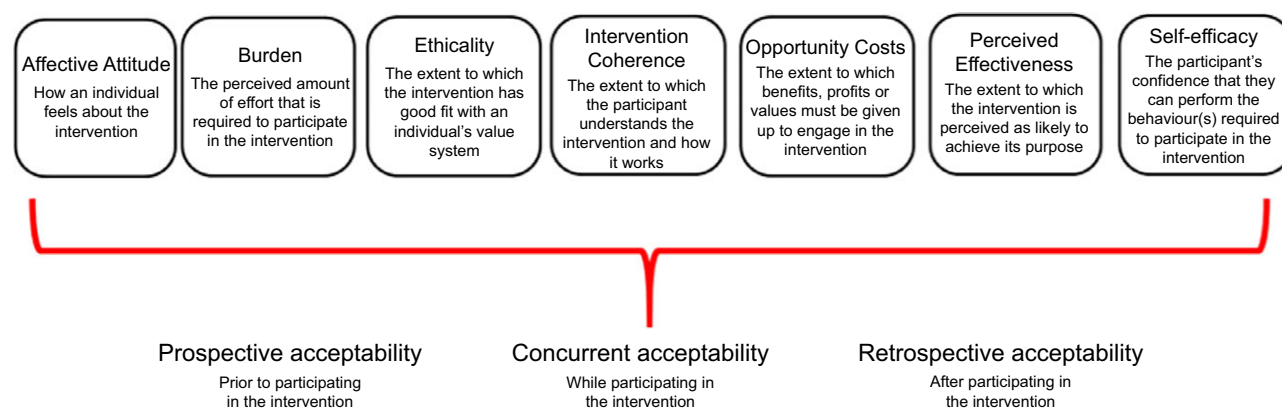 Affective Attitude
How an individual
feels about the
intervention
Burden
The perceived amount
of effort that is
required to participate
in the intervention
Ethicality
The extent to which
the intervention has
good fit with an
individual's value
system
Intervention
Coherence
The extent to which
the participant
understands the
intervention and how
it works
Opportunity Costs
The extent to which
benefits, profits or
values must be given
up to engage in the
intervention
Perceived
Effectiveness
The extent to which
the intervention is
perceived as likely to
achieve its purpose
Self-efficacy
The participant's
confidence that they
can perform the
behaviour(s) required
to participate in the
intervention
Prospective acceptability
Prior to participating
in the intervention
Concurrent acceptability
While participating in
the intervention
Retrospective acceptability
After participating in
the intervention